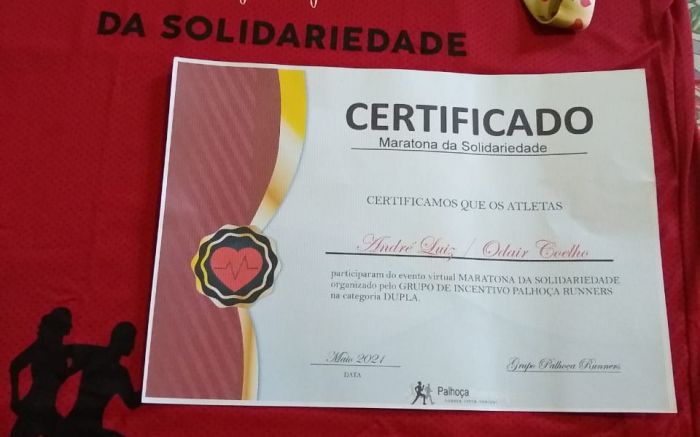 DA SOLIDARIEDADE
CERTIFICADO
Maratona da Solidariedade
CERTIFICAMOS QUE OS ATLETAS
André Luiz / Odair Coelho
participaram do evento virtual MARATONA DA SOLIDARIEDADE
organizado pelo GRUPO DE INCENTIVO PALHOÇA RUNNERS
na categoria DUPLA.
Maio 2021
Grupo Palhoça Runners
DATA
Palhoça